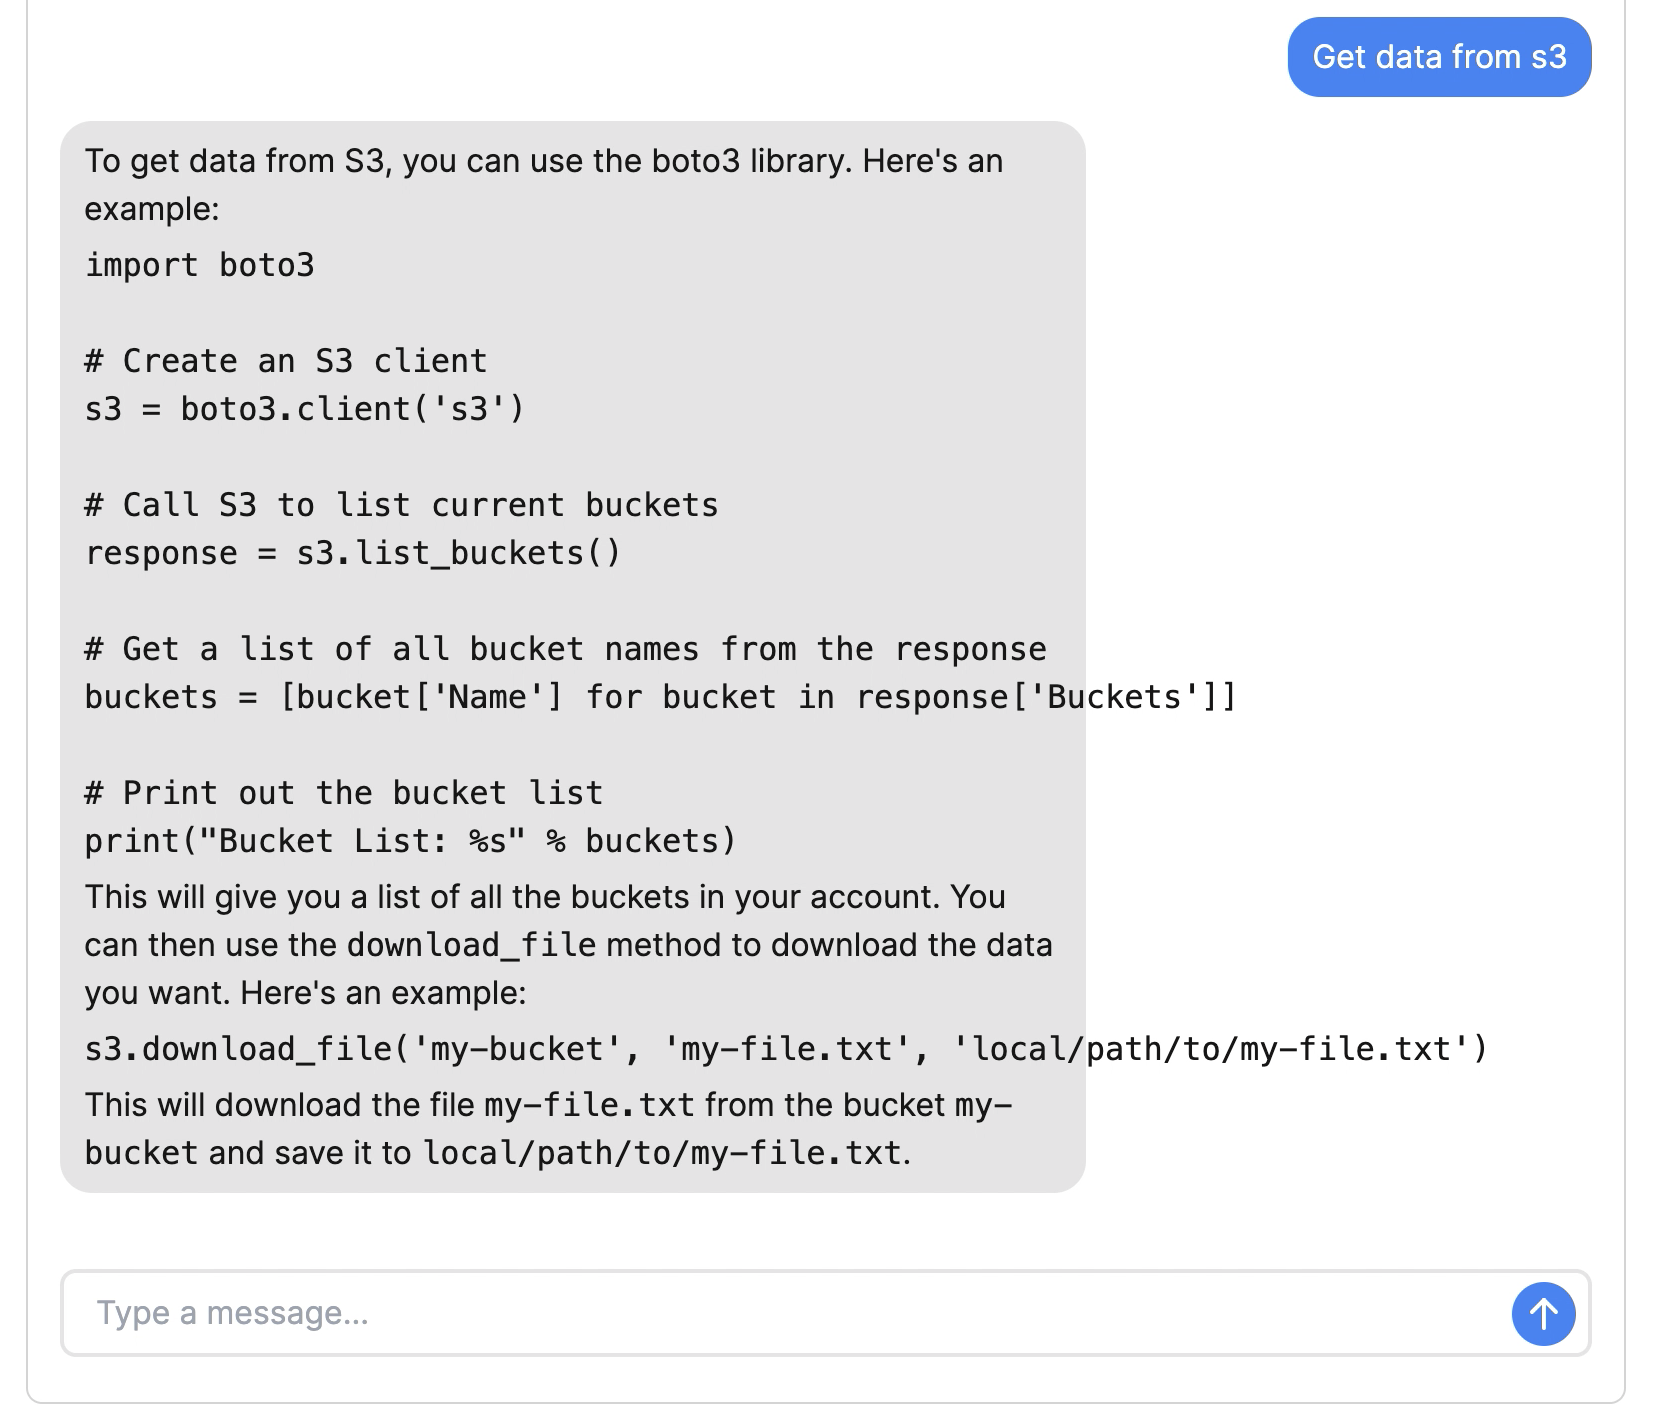 Get data from s3
To get data from S3, you can use the boto3 library. Here's an
example:
import boto3
# Create an S3 client
s3 = boto3.client('s3')
# Call S3 to list current buckets
response = s3.list_buckets()
# Get a list of all bucket names from the response
buckets = [bucket['Name'] for bucket in response['Buckets']]
# Print out the bucket list
print("Bucket List: %s" % buckets)
This will give you a list of all the buckets in your account. You
can then use the download_file method to download the data
you want. Here's an example:
s3.download_file('my-bucket', 'my-file.txt', 'local/path/to/my-file.txt')
This will download the file my-file.txt from the bucket my-
bucket and save it to local/path/to/my-file.txt.
Type a message...